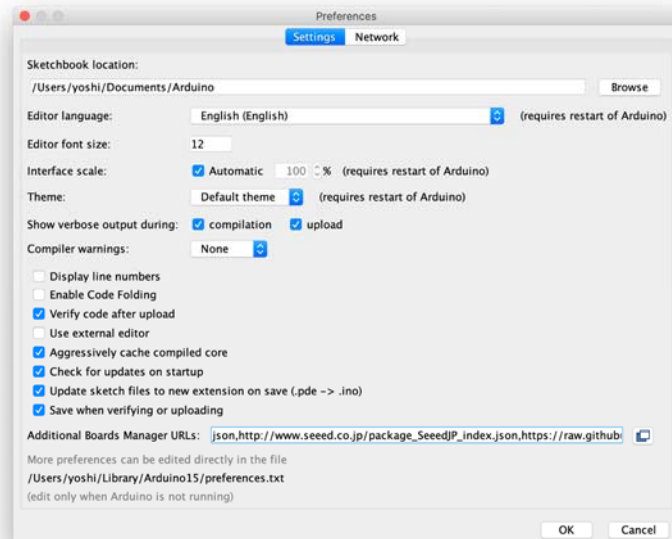 Preferences
Settings Network
Sketchbook location:
/Users/yoshi/Documents/Arduino Browse
Editor language: English (English) (requires restart of Arduino)
Editor font size: 12
Interface scale: Automatic 100 % (requires restart of Arduino)
Theme: Default theme (requires restart of Arduino)
Show verbose output during: compilation upload
Compiler warnings: None
Display line numbers
Enable Code Folding
Verify code after upload
Use external editor
Aggressively cache compiled core
Check for updates on startup
Update sketch files to new extension on save (.pde -> .ino)
Save when verifying or uploading
Additional Boards Manager URLs: json,http://www.seeed.co.jp/package_SeeedJP_index.json,https://raw.github
More preferences can be edited directly in the file
/Users/yoshi/Library/Arduino15/preferences.txt
(edit only when Arduino is not running)
OK Cancel